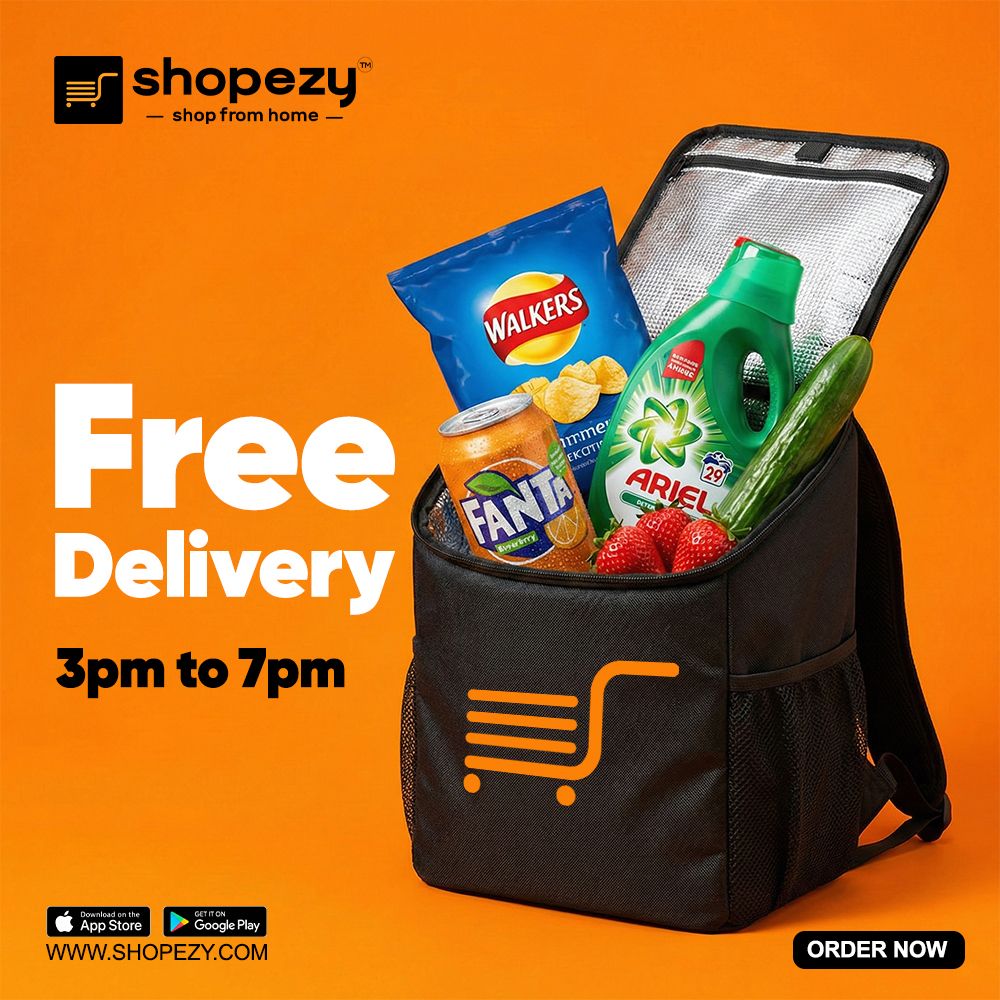 shopezy™
— shop from home —
WALKERS
ARIEL
29
FANTA
Free
Delivery
3pm to 7pm
Download on the
App Store
GET IT ON
Google Play
WWW.SHOPEZY.COM
ORDER NOW